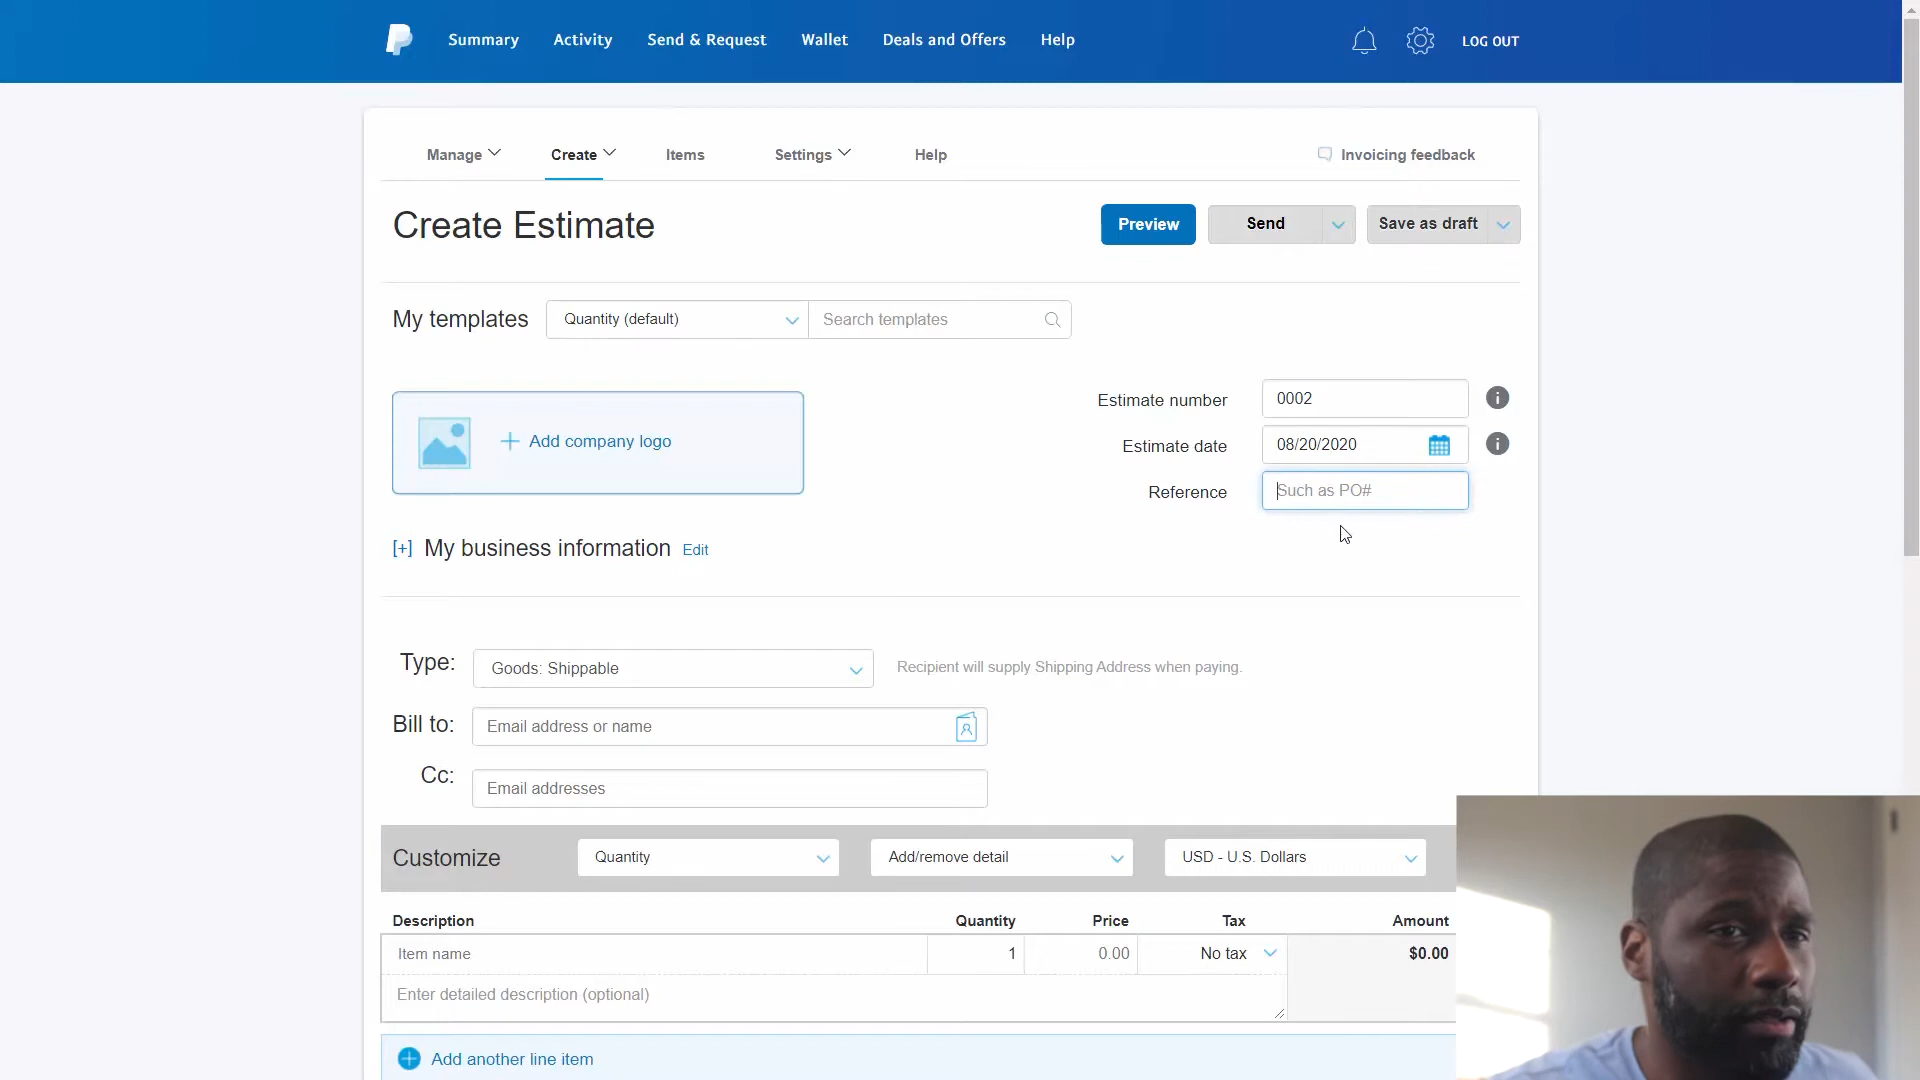 Summary Activity Send & Request Wallet Deals and Offers Help LOG OUT
Manage Create Items Settings Help Invoicing feedback
Create Estimate Preview Send Save as draft
My templates Quantity (default) Search templates
Estimate number 0002 i
Add company logo
Estimate date 08/20/2020 i
Reference Such as PO#
[+] My business information Edit
Type: Goods: Shippable Recipient will supply Shipping Address when paying.
Bill to: Email address or name
Cc: Email addresses
Customize Quantity Add/remove detail USD - U.S. Dollars
Description Quantity Price Tax Amount
Item name 1 0.00 No tax $0.00
Enter detailed description (optional)
Add another line item